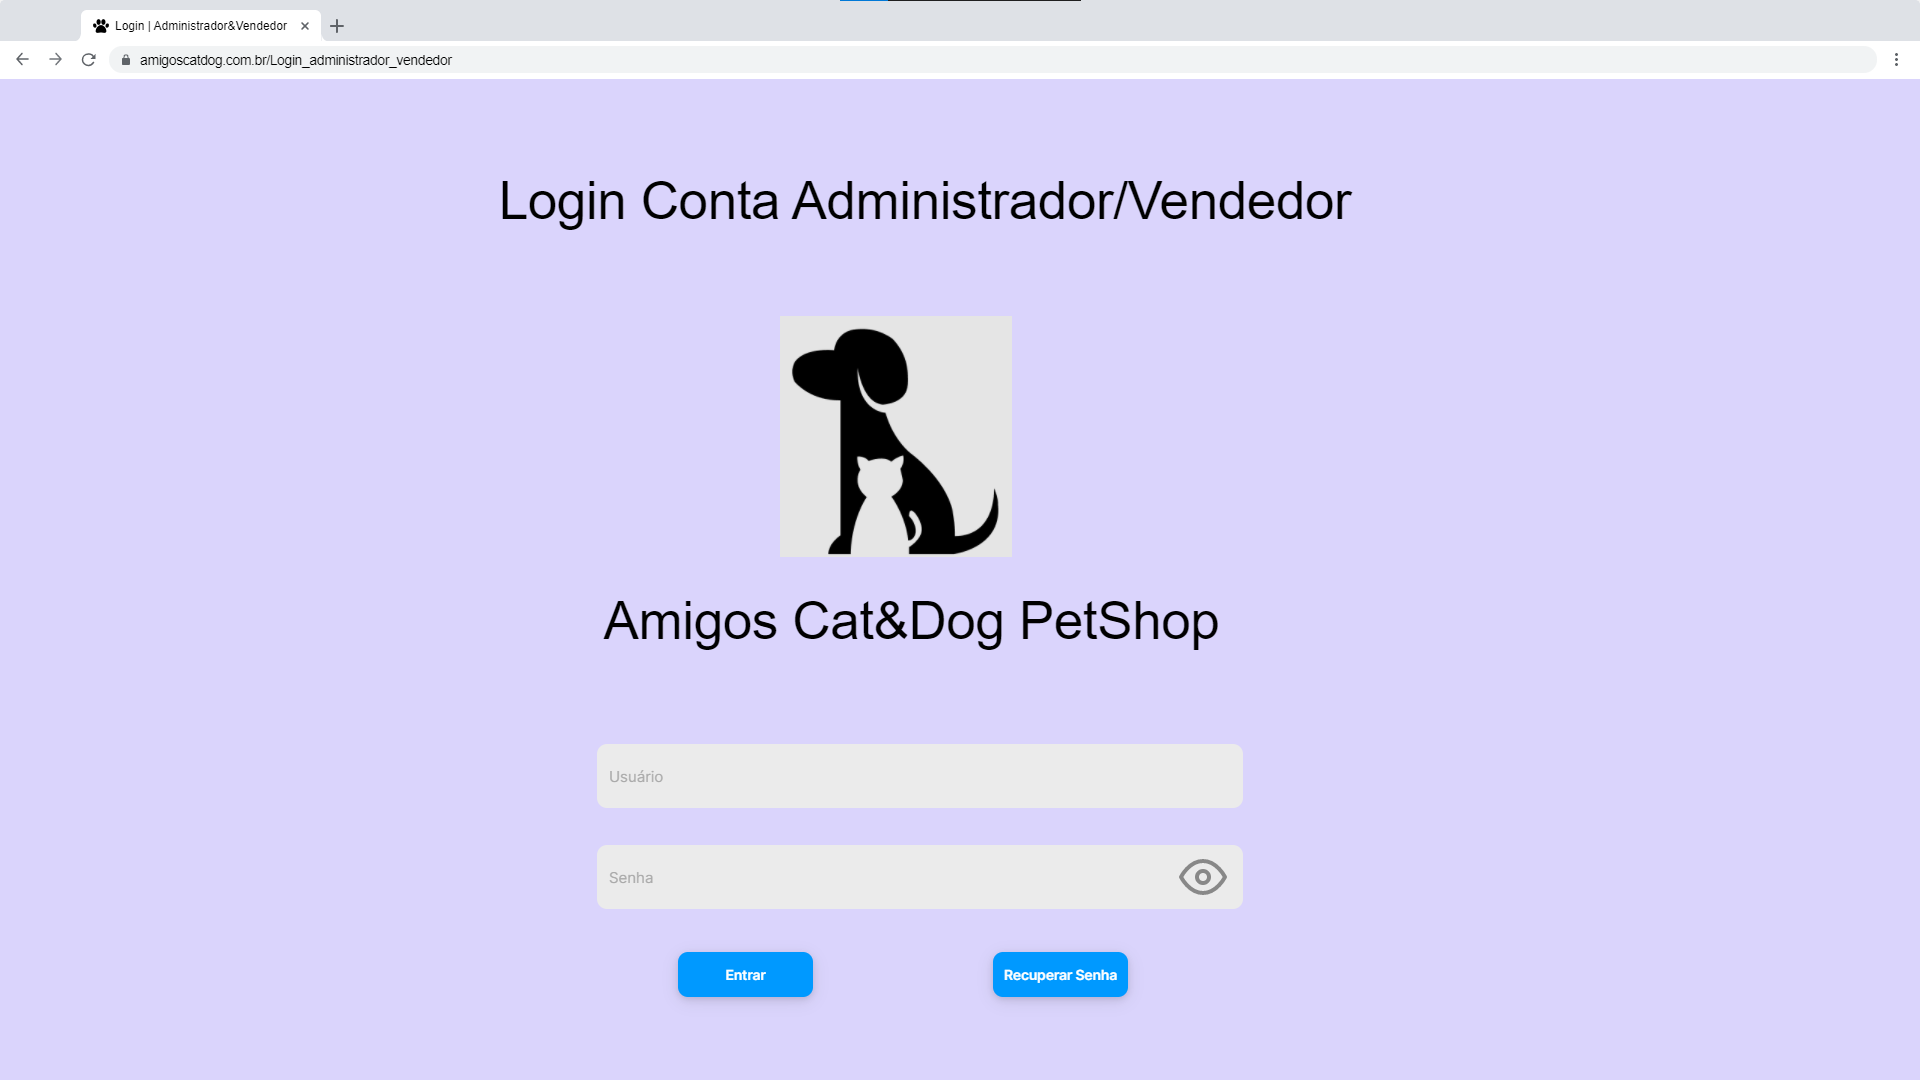 Login | Administrador&Vendedor
amigoscatdog.com.br/Login_administrador_vendedor
Login Conta Administrador/Vendedor
Amigos Cat&Dog PetShop
Usuário
Senha
Entrar
Recuperar Senha